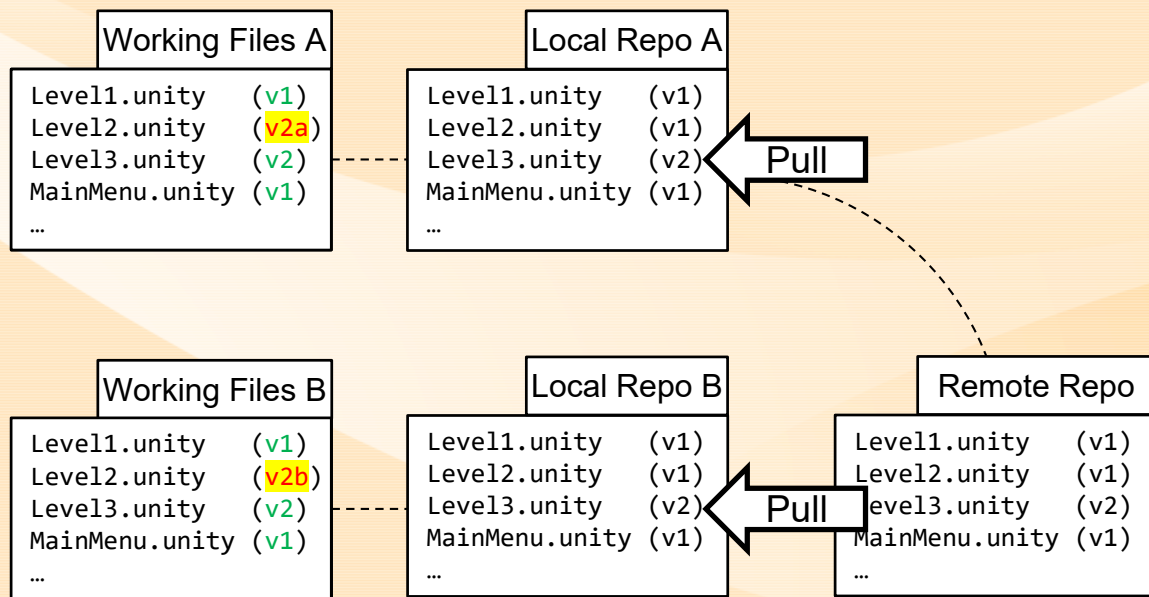 Working Files A
Level1.unity (v1)
Level2.unity (v2a)
Level3.unity (v2)
MainMenu.unity (v1)
…
Local Repo A
Level1.unity (v1)
Level2.unity (v1)
Level3.unity (v2)
MainMenu.unity (v1)
…
Pull
Working Files B
Level1.unity (v1)
Level2.unity (v2b)
Level3.unity (v2)
MainMenu.unity (v1)
…
Local Repo B
Level1.unity (v1)
Level2.unity (v1)
Level3.unity (v2)
MainMenu.unity (v1)
…
Pull
Remote Repo
Level1.unity (v1)
Level2.unity (v1)
Level3.unity (v2)
MainMenu.unity (v1)
…